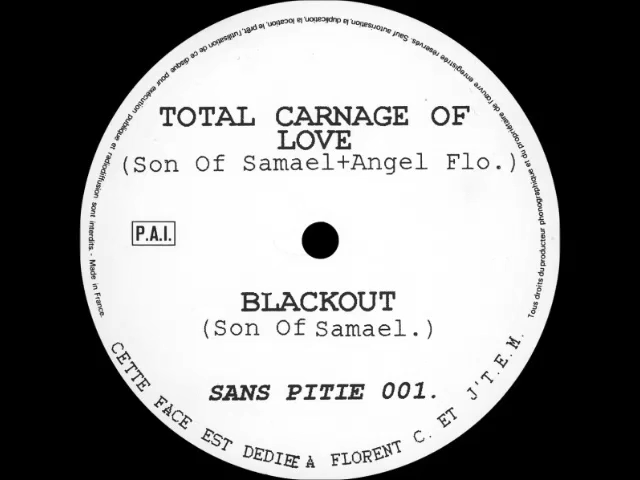 Tous droits du producteur phonographique et du propriétaire de l'œuvre enregistrée réservés. Sauf autorisation, la duplication, la location, le prêt, l'utilisation de ce disque pour exécution publique et radiodiffusion sont interdits. - Made in France.
TOTAL CARNAGE OF
LOVE
(Son Of Samael+Angel Flo.)
P.A.I.
BLACKOUT
(Son Of Samael.)
SANS PITIE 001.
CETTE FACE EST DEDIEE À FLORENT C. ET J'T.E.M.